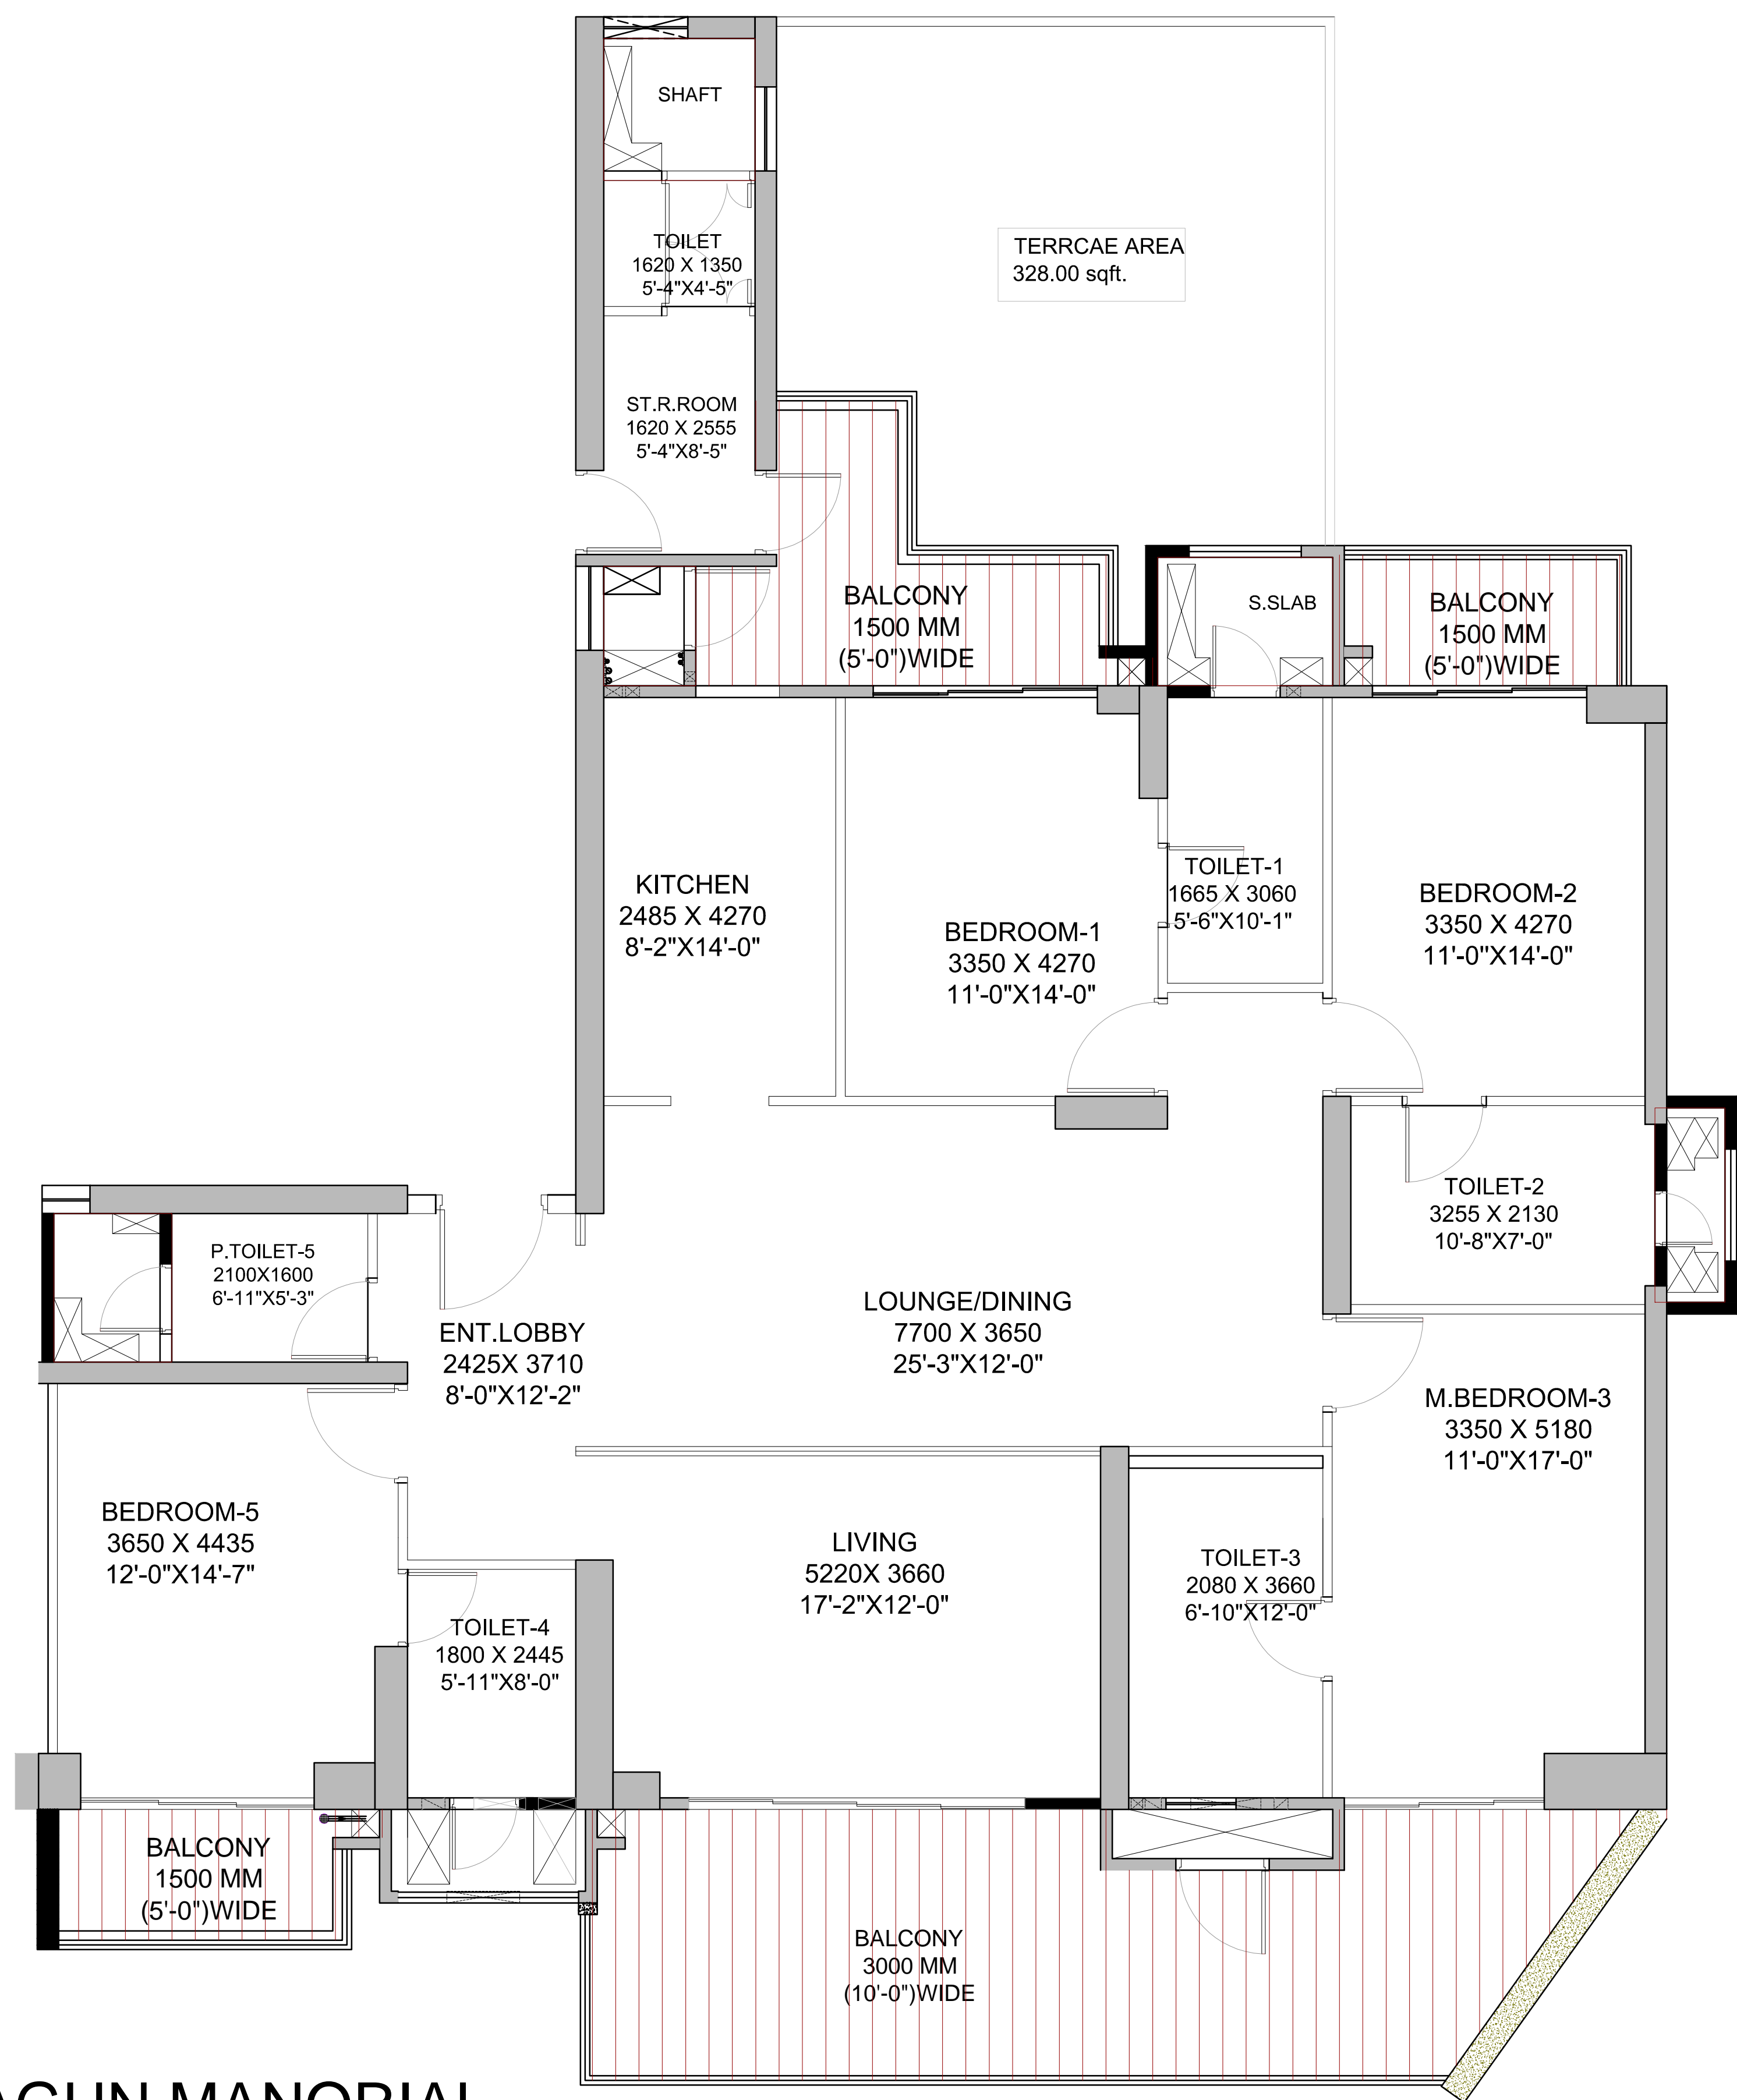 SHAFT
TOILET
1620 X 1350
5'-4"X4'-5"
TERRCAE AREA
328.00 sqft.
ST.R.ROOM
1620 X 2555
5'-4"X8'-5"
BALCONY
1500 MM
(5'-0")WIDE
S.SLAB
BALCONY
1500 MM
(5'-0")WIDE
KITCHEN
2485 X 4270
8'-2"X14'-0"
BEDROOM-1
3350 X 4270
11'-0"X14'-0"
TOILET-1
1665 X 3060
5'-6"X10'-1"
BEDROOM-2
3350 X 4270
11'-0"X14'-0"
P.TOILET-5
2100X1600
6'-11"X5'-3"
ENT.LOBBY
2425X 3710
8'-0"X12'-2"
LOUNGE/DINING
7700 X 3650
25'-3"X12'-0"
TOILET-2
3255 X 2130
10'-8"X7'-0"
M.BEDROOM-3
3350 X 5180
11'-0"X17'-0"
BEDROOM-5
3650 X 4435
12'-0"X14'-7"
TOILET-4
1800 X 2445
5'-11"X8'-0"
LIVING
5220X 3660
17'-2"X12'-0"
TOILET-3
2080 X 3660
6'-10"X12'-0"
BALCONY
1500 MM
(5'-0")WIDE
BALCONY
3000 MM
(10'-0")WIDE